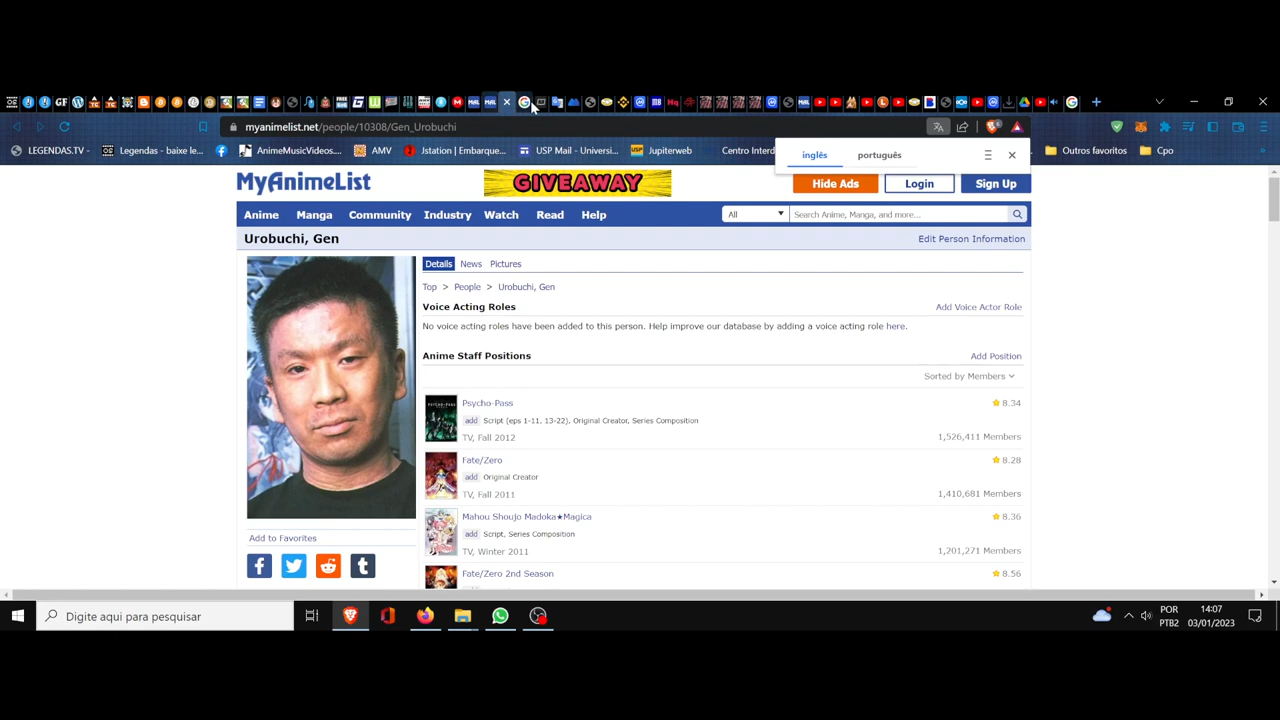 myanimelist.net/people/10308/Gen_Urobuchi
LEGENDAS.TV - Legendas - baixe le... AnimeMusicVideos... AMV Jstation | Embarque... USP Mail - Universi... Jupiterweb Centro Interd Outros favoritos Cpo
inglês português
MyAnimeList GIVEAWAY Hide Ads Login Sign Up
Anime Manga Community Industry Watch Read Help All Search Anime, Manga, and more...
Urobuchi, Gen Edit Person Information
Details News Pictures
Top > People > Urobuchi, Gen
Voice Acting Roles Add Voice Actor Role
No voice acting roles have been added to this person. Help improve our database by adding a voice acting role here.
Anime Staff Positions Add Position
Sorted by Members
Psycho-Pass 8.34
add Script (eps 1-11, 13-22), Original Creator, Series Composition
TV, Fall 2012 1,526,411 Members
Fate/Zero 8.28
add Original Creator
TV, Fall 2011 1,410,681 Members
Mahou Shoujo Madoka★Magica 8.36
add Script, Series Composition
TV, Winter 2011 1,201,271 Members
Fate/Zero 2nd Season 8.56
Add to Favorites
Digite aqui para pesquisar
POR 14:07
PTB2 03/01/2023